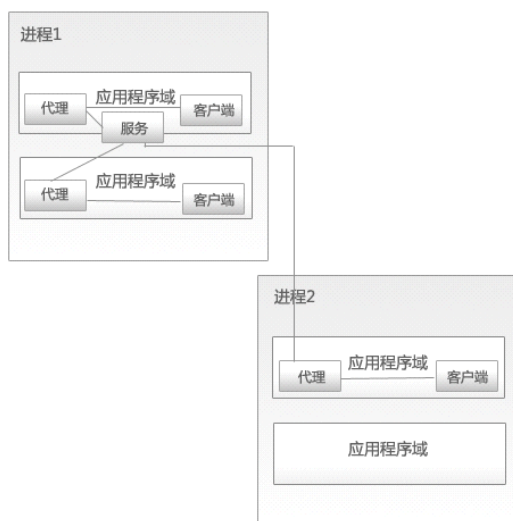 进程1
应用程序域
代理
客户端
服务
应用程序域
代理
客户端
进程2
应用程序域
代理
客户端
应用程序域